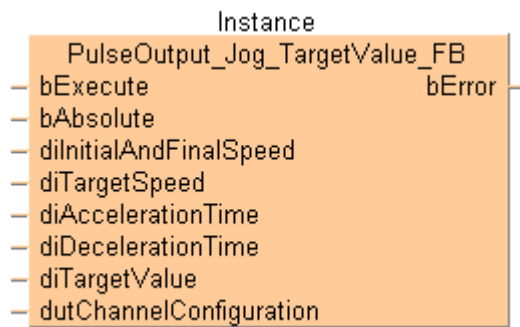 Instance
PulseOutput_Jog_TargetValue_FB
bExecute bError
bAbsolute
diInitialAndFinalSpeed
diTargetSpeed
diAccelerationTime
diDecelerationTime
diTargetValue
dutChannelConfiguration